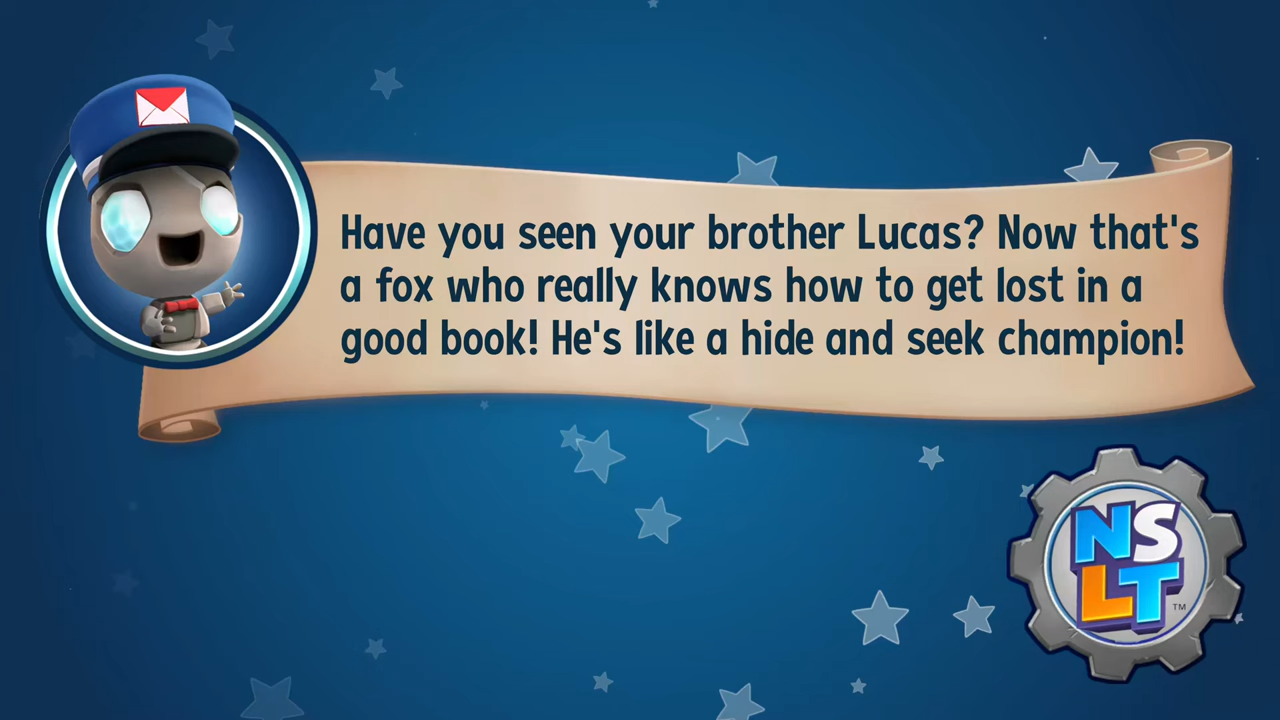 Have you seen your brother Lucas? Now that's
a fox who really knows how to get lost in a
good book! He's like a hide and seek champion!
NS
LT
TM